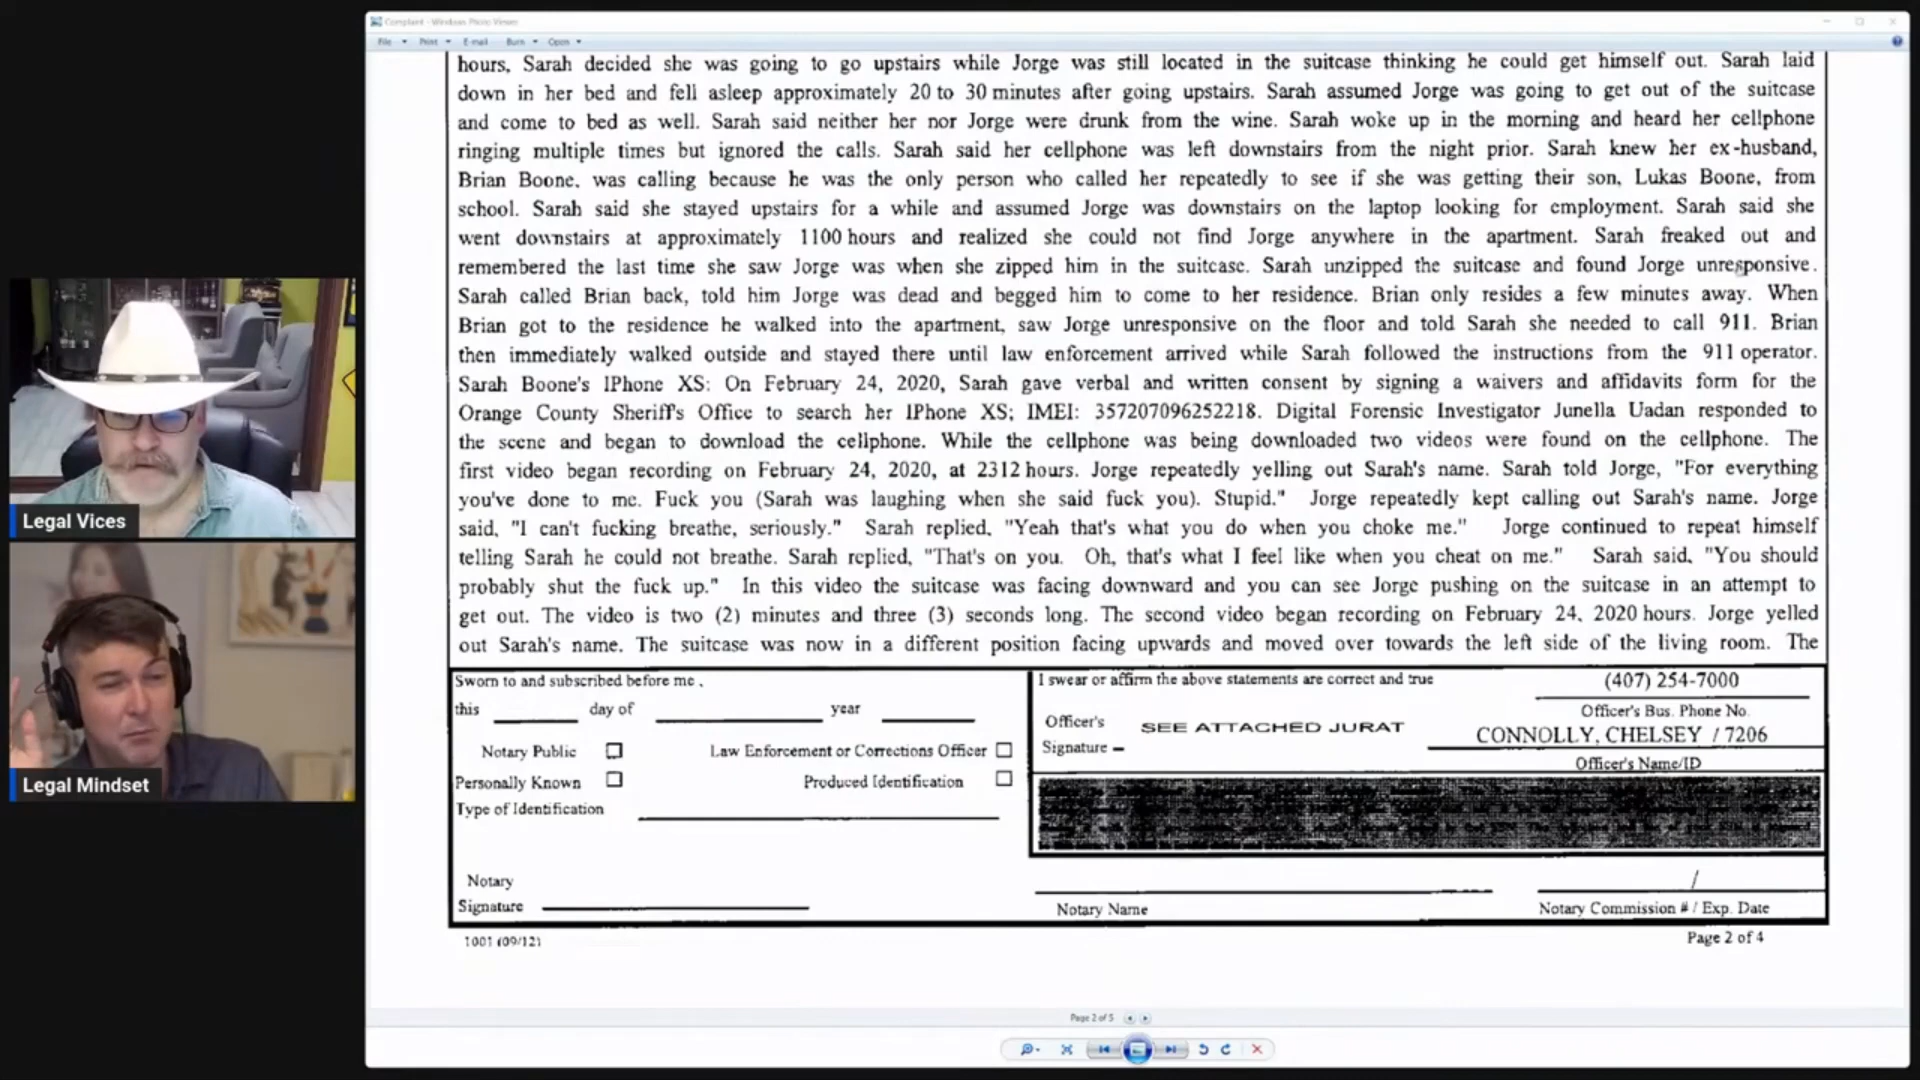 Complaint - Windows Photo Viewer
File Print E-mail Burn Open
hours, Sarah decided she was going to go upstairs while Jorge was still located in the suitcase thinking he could get himself out. Sarah laid
down in her bed and fell asleep approximately 20 to 30 minutes after going upstairs. Sarah assumed Jorge was going to get out of the suitcase
and come to bed as well. Sarah said neither her nor Jorge were drunk from the wine. Sarah woke up in the morning and heard her cellphone
ringing multiple times but ignored the calls. Sarah said her cellphone was left downstairs from the night prior. Sarah knew her ex-husband,
Brian Boone, was calling because he was the only person who called her repeatedly to see if she was getting their son, Lukas Boone, from
school. Sarah said she stayed upstairs for a while and assumed Jorge was downstairs on the laptop looking for employment. Sarah said she
went downstairs at approximately 1100 hours and realized she could not find Jorge anywhere in the apartment. Sarah freaked out and
remembered the last time she saw Jorge was when she zipped him in the suitcase. Sarah unzipped the suitcase and found Jorge unresponsive.
Sarah called Brian back, told him Jorge was dead and begged him to come to her residence. Brian only resides a few minutes away. When
Brian got to the residence he walked into the apartment, saw Jorge unresponsive on the floor and told Sarah she needed to call 911. Brian
then immediately walked outside and stayed there until law enforcement arrived while Sarah followed the instructions from the 911 operator.
Sarah Boone's IPhone XS: On February 24, 2020, Sarah gave verbal and written consent by signing a waivers and affidavits form for the
Orange County Sheriff's Office to search her IPhone XS; IMEI: 357207096252218. Digital Forensic Investigator Junella Uadan responded to
the scene and began to download the cellphone. While the cellphone was being downloaded two videos were found on the cellphone. The
first video began recording on February 24, 2020, at 2312 hours. Jorge repeatedly yelling out Sarah's name. Sarah told Jorge, "For everything
you've done to me. Fuck you (Sarah was laughing when she said fuck you). Stupid." Jorge repeatedly kept calling out Sarah's name. Jorge
said, "I can't fucking breathe, seriously." Sarah replied, "Yeah that's what you do when you choke me." Jorge continued to repeat himself
telling Sarah he could not breathe. Sarah replied, "That's on you. Oh, that's what I feel like when you cheat on me." Sarah said, "You should
probably shut the fuck up." In this video the suitcase was facing downward and you can see Jorge pushing on the suitcase in an attempt to
get out. The video is two (2) minutes and three (3) seconds long. The second video began recording on February 24, 2020 hours. Jorge yelled
out Sarah's name. The suitcase was now in a different position facing upwards and moved over towards the left side of the living room. The
Sworn to and subscribed before me,
this day of year
Notary Public Law Enforcement or Corrections Officer
Personally Known Produced Identification
Type of Identification
Notary
Signature
I swear or affirm the above statements are correct and true
(407) 254-7000
Officer's Bus. Phone No.
Officer's
Signature – SEE ATTACHED JURAT
CONNOLLY, CHELSEY / 7206
Officer's Name/ID
/
Notary Name Notary Commission # / Exp. Date
1001 (09/12)
Page 2 of 4
Page 2 of 5
Legal Vices
Legal Mindset